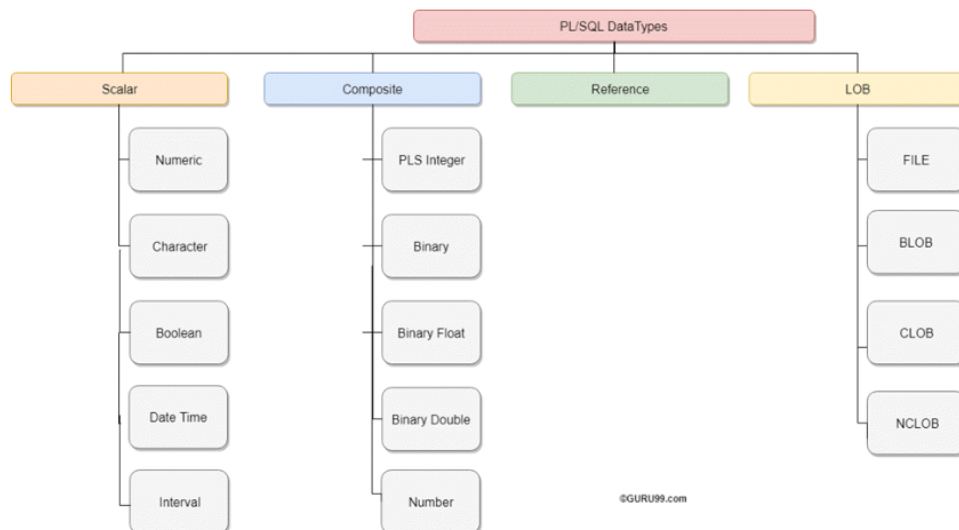 PL/SQL DataTypes
Scalar
Composite
Reference
LOB
Numeric
PLS Integer
FILE
Character
Binary
BLOB
Boolean
Binary Float
CLOB
Date Time
Binary Double
NCLOB
Interval
Number
©GURU99.com